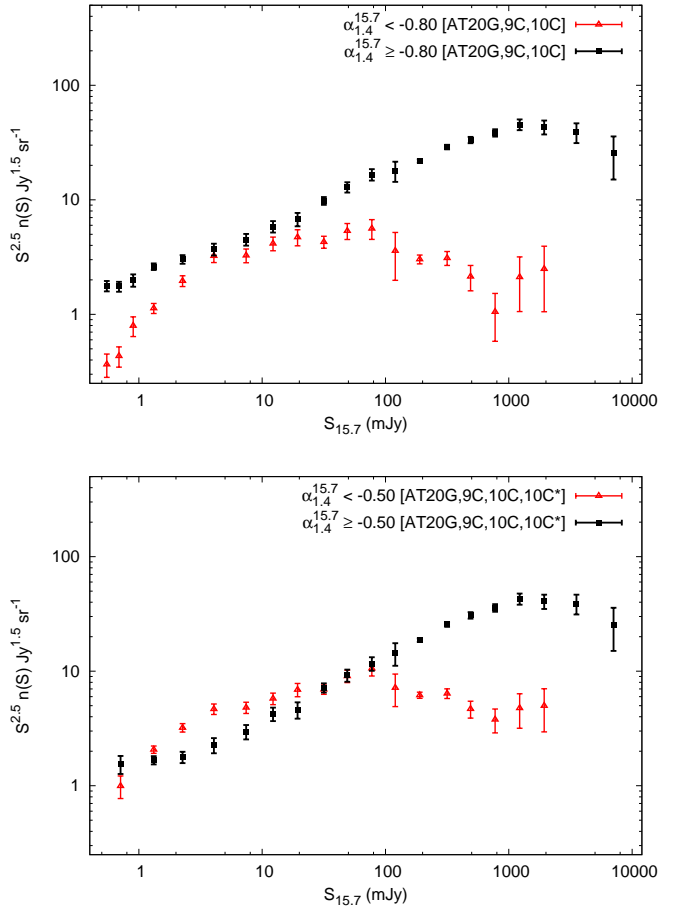 α_{1.4}^{15.7} < -0.80 [AT20G,9C,10C]
α_{1.4}^{15.7} ≥ -0.80 [AT20G,9C,10C]
100
10
1
S^{2.5} n(S) Jy^{1.5} sr^{-1}
1 10 100 1000 10000
S_{15.7} (mJy)
α_{1.4}^{15.7} < -0.50 [AT20G,9C,10C,10C*]
α_{1.4}^{15.7} ≥ -0.50 [AT20G,9C,10C,10C*]
100
10
1
S^{2.5} n(S) Jy^{1.5} sr^{-1}
1 10 100 1000 10000
S_{15.7} (mJy)